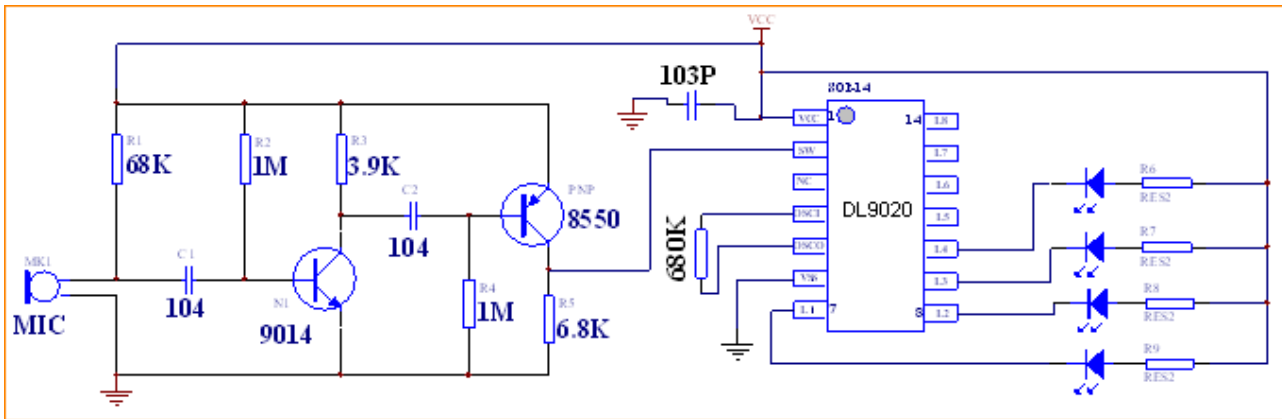 VCC
103P
80114
R1
68K
R2
1M
R3
3.9K
C2
104
PNP
8550
MK1
MIC
C1
104
N1
9014
R4
1M
R5
6.8K
680K
VCC
1
SW
NC
OSCI
OSCO
VSS
L1
7
DL9020
14
L8
L7
L6
L5
L4
L3
8
L2
R6
RES2
R7
RES2
R8
RES2
R9
RES2